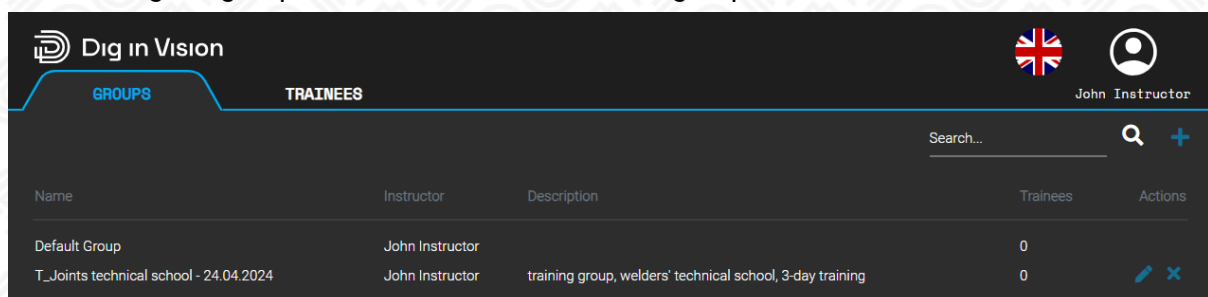 Dig in Vision
GROUPS TRAINEES John Instructor
Search...
Name Instructor Description Trainees Actions
Default Group John Instructor 0
T_Joints technical school - 24.04.2024 John Instructor training group, welders' technical school, 3-day training 0